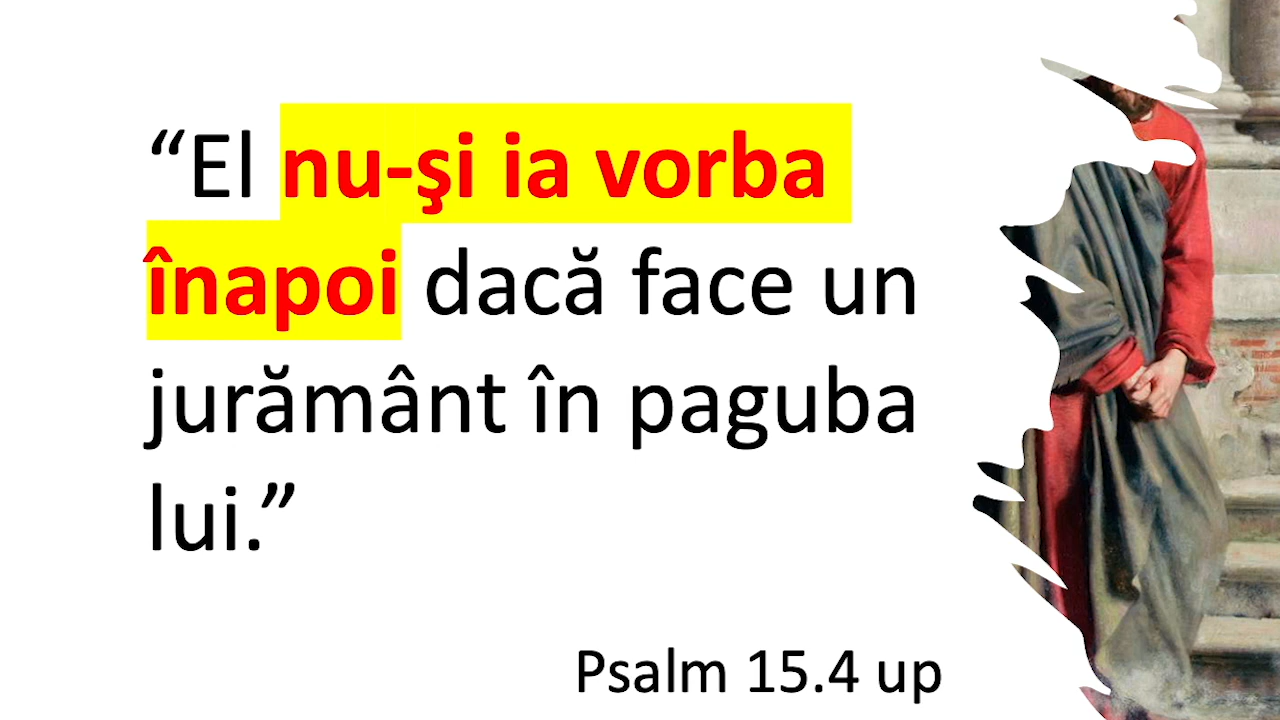 “El nu-şi ia vorba
înapoi dacă face un
jurământ în paguba
lui.”
Psalm 15.4 up